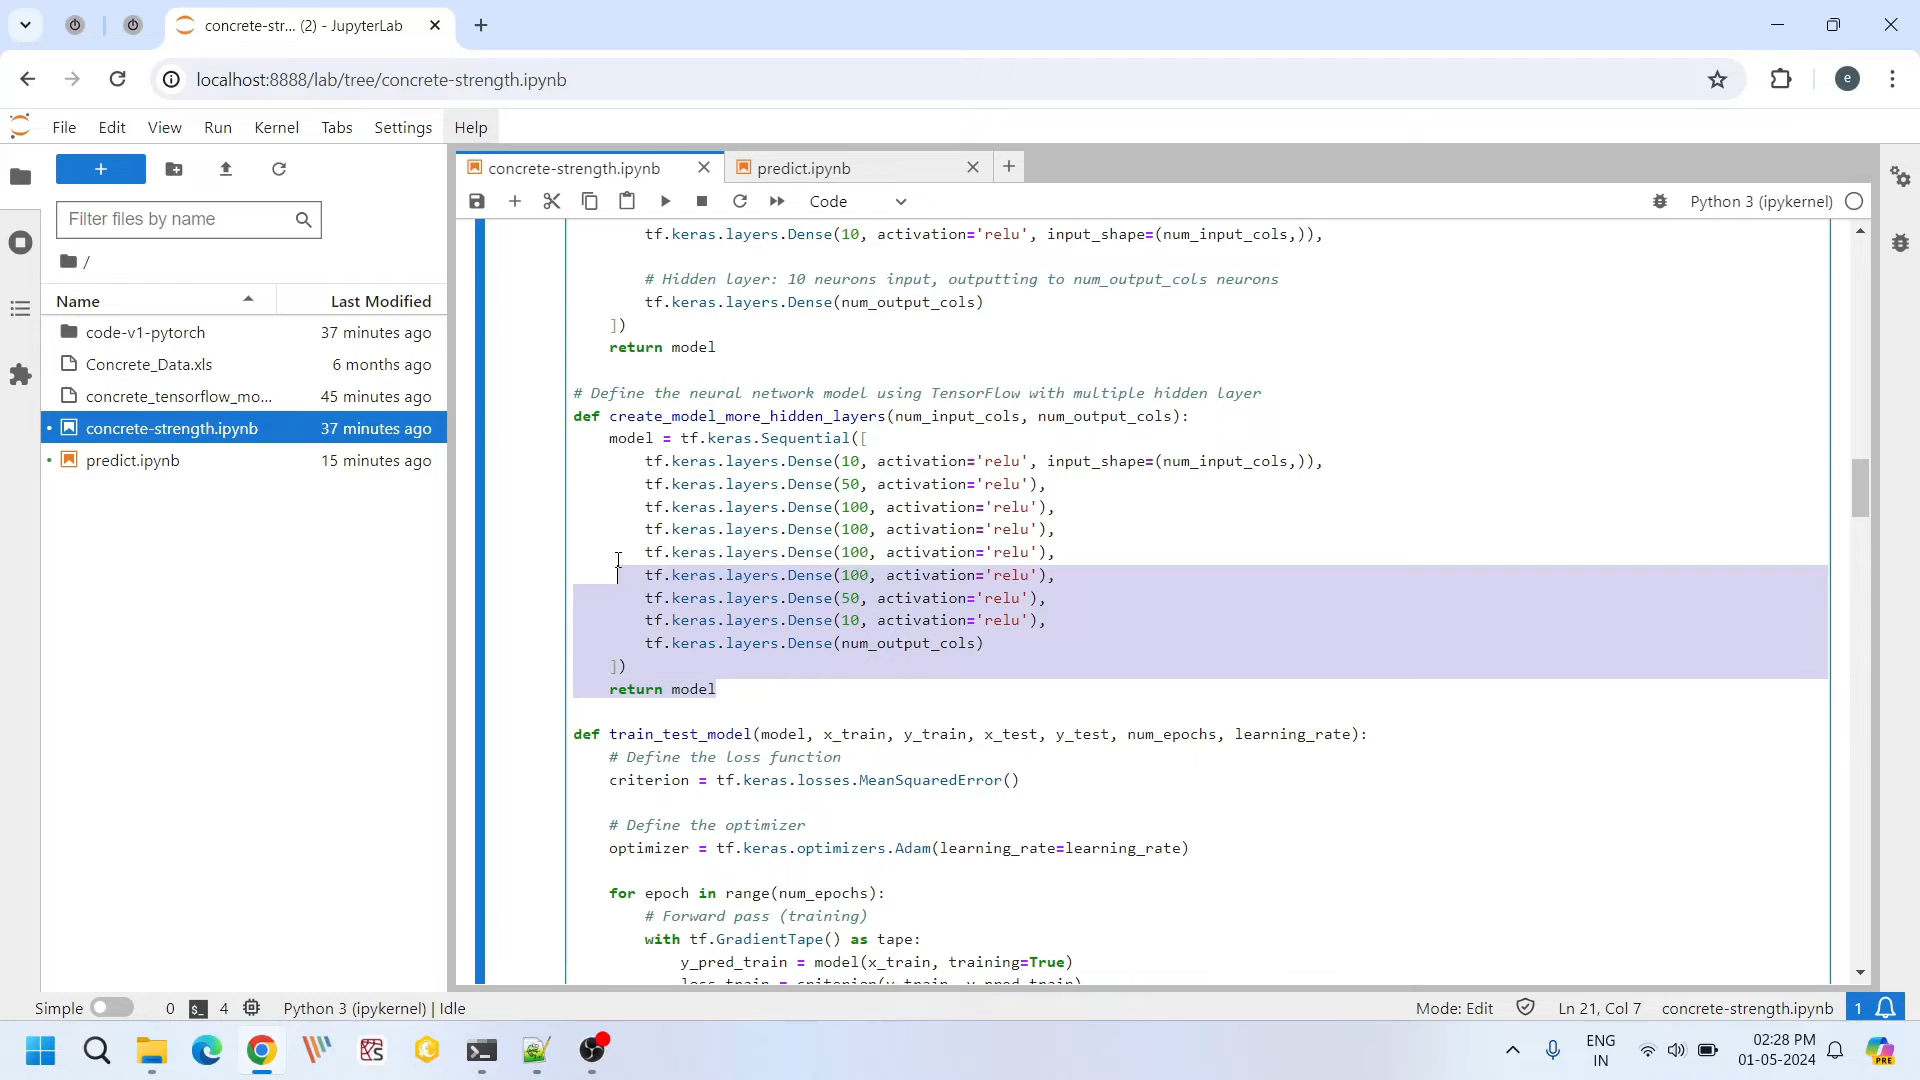 concrete-str... (2) - JupyterLab
localhost:8888/lab/tree/concrete-strength.ipynb
e
File Edit View Run Kernel Tabs Settings Help
concrete-strength.ipynb
predict.ipynb
Code
Python 3 (ipykernel)
Filter files by name
/
Name Last Modified
code-v1-pytorch 37 minutes ago
Concrete_Data.xls 6 months ago
concrete_tensorflow_mo... 45 minutes ago
concrete-strength.ipynb 37 minutes ago
predict.ipynb 15 minutes ago
tf.keras.layers.Dense(10, activation='relu', input_shape=(num_input_cols,)),
# Hidden layer: 10 neurons input, outputting to num_output_cols neurons
tf.keras.layers.Dense(num_output_cols)
])
return model
# Define the neural network model using TensorFlow with multiple hidden layer
def create_model_more_hidden_layers(num_input_cols, num_output_cols):
model = tf.keras.Sequential([
tf.keras.layers.Dense(10, activation='relu', input_shape=(num_input_cols,)),
tf.keras.layers.Dense(50, activation='relu'),
tf.keras.layers.Dense(100, activation='relu'),
tf.keras.layers.Dense(100, activation='relu'),
tf.keras.layers.Dense(100, activation='relu'),
tf.keras.layers.Dense(100, activation='relu'),
tf.keras.layers.Dense(50, activation='relu'),
tf.keras.layers.Dense(10, activation='relu'),
tf.keras.layers.Dense(num_output_cols)
])
return model
def train_test_model(model, x_train, y_train, x_test, y_test, num_epochs, learning_rate):
# Define the loss function
criterion = tf.keras.losses.MeanSquaredError()
# Define the optimizer
optimizer = tf.keras.optimizers.Adam(learning_rate=learning_rate)
for epoch in range(num_epochs):
# Forward pass (training)
with tf.GradientTape() as tape:
y_pred_train = model(x_train, training=True)
loss_train = criterion(y_train, y_pred_train)
Simple 0 4 Python 3 (ipykernel) | Idle
Mode: Edit Ln 21, Col 7 concrete-strength.ipynb 1
ENG
IN
02:28 PM
01-05-2024
PRE